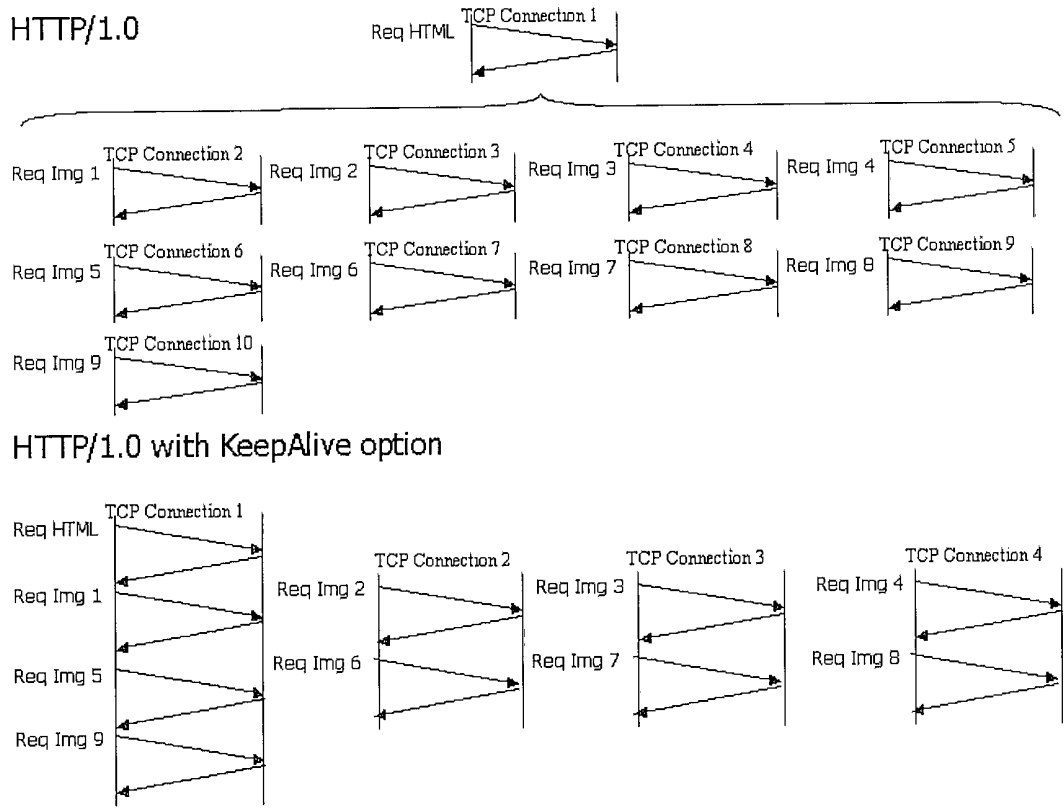 HTTP/1.0
TCP Connection 1
Req HTML
TCP Connection 2
Req Img 1
TCP Connection 3
Req Img 2
TCP Connection 4
Req Img 3
TCP Connection 5
Req Img 4
TCP Connection 6
Req Img 5
TCP Connection 7
Req Img 6
TCP Connection 8
Req Img 7
TCP Connection 9
Req Img 8
TCP Connection 10
Req Img 9
HTTP/1.0 with KeepAlive option
TCP Connection 1
Req HTML
Req Img 1
Req Img 5
Req Img 9
TCP Connection 2
Req Img 2
Req Img 6
TCP Connection 3
Req Img 3
Req Img 7
TCP Connection 4
Req Img 4
Req Img 8